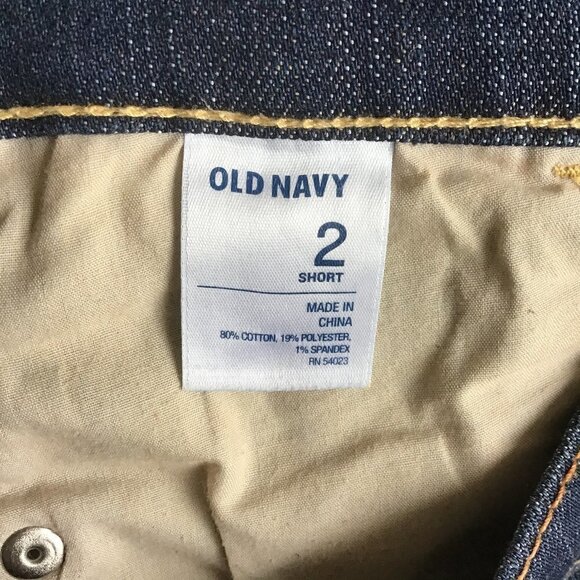 OLD NAVY
2
SHORT
MADE IN
CHINA
80% COTTON, 19% POLYESTER,
1% SPANDEX
RN 54023